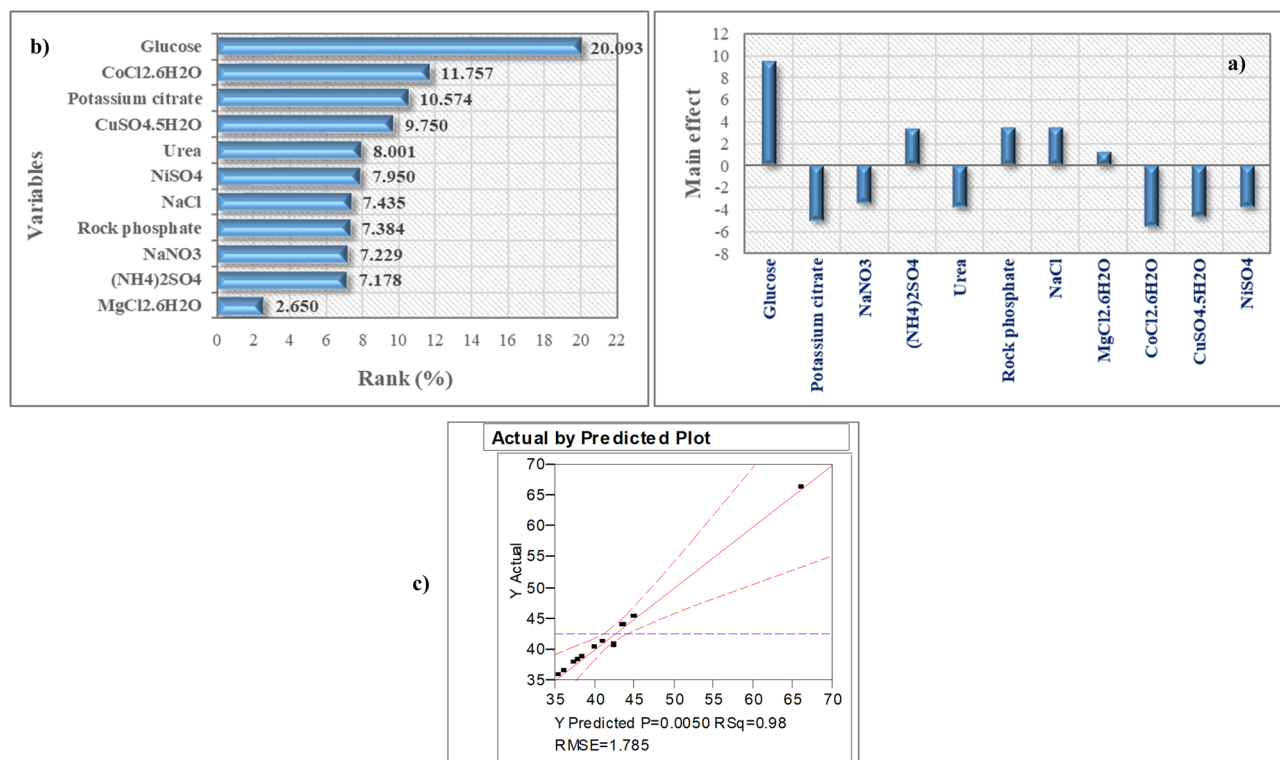 b)
Variables
Glucose 20.093
CoCl2.6H2O 11.757
Potassium citrate 10.574
CuSO4.5H2O 9.750
Urea 8.001
NiSO4 7.950
NaCl 7.435
Rock phosphate 7.384
NaNO3 7.229
(NH4)2SO4 7.178
MgCl2.6H2O 2.650
0 2 4 6 8 10 12 14 16 18 20 22
Rank (%)
a)
Main effect
12
10
8
6
4
2
0
-2
-4
-6
-8
Glucose
Potassium citrate
NaNO3
(NH4)2SO4
Urea
Rock phosphate
NaCl
MgCl2.6H2O
CoCl2.6H2O
CuSO4.5H2O
NiSO4
c)
Actual by Predicted Plot
Y Actual
70
65
60
55
50
45
40
35
35 40 45 50 55 60 65 70
Y Predicted P=0.0050 RSq=0.98
RMSE=1.785